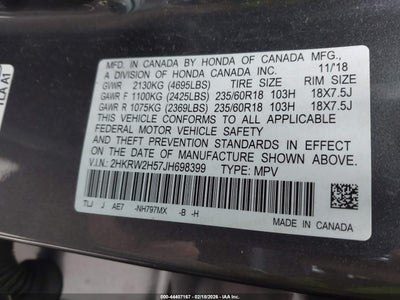 MFD. IN CANADA BY HONDA OF CANADA MFG.,
A DIVISION OF HONDA CANADA INC. 11/18
GVWR 2130KG (4695LBS) TIRE SIZE RIM SIZE
GAWR F 1100KG (2425LBS) 235/60R18 103H 18X7.5J
GAWR R 1075KG (2369LBS) 235/60R18 103H 18X7.5J
THIS VEHICLE CONFORMS TO ALL APPLICABLE
FEDERAL MOTOR VEHICLE SAFETY
AND THEFT PREVENTION STANDARDS IN EFFECT ON THE
DATE OF MANUFACTURE SHOWN ABOVE.
V.I.N.: 2HKRW2H57JH698399 TYPE: MPV
TLJ J AE7 -NH797MX -B -H
MADE IN CANADA
000-44407167 - 02/18/2026 - © IAA, LLC